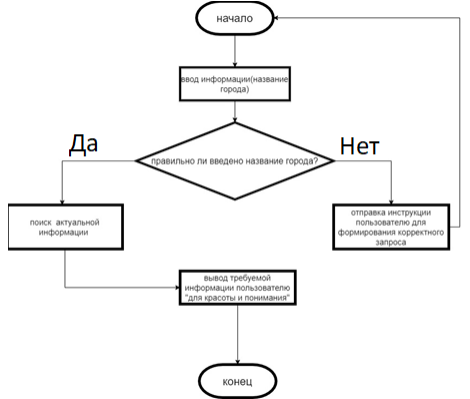 начало
ввод информации(название
города)
правильно ли введено название города?
Да
Нет
поиск актуальной
информации
отправка инструкции
пользователю для
формирования корректного
запроса
вывод требуемой
информации пользователю
"для красоты и понимания"
конец